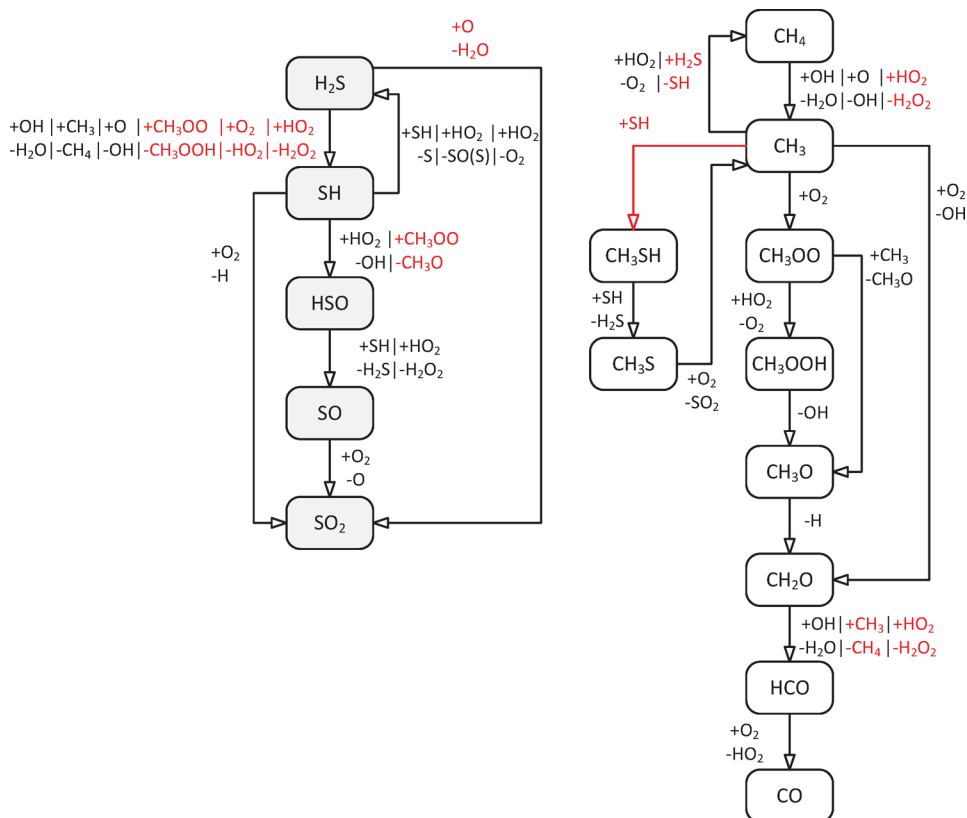 +O
-H₂O
H₂S
+OH |+CH₃|+O |+CH₃OO |+O₂ |+HO₂
-H₂O|-CH₄ |-OH|-CH₃OOH|-HO₂|-H₂O₂
+SH|+HO₂ |+HO₂
-S|-SO(S)|-O₂
SH
+O₂
-H
+HO₂ |+CH₃OO
-OH|-CH₃O
HSO
+SH|+HO₂
-H₂S|-H₂O₂
SO
+O₂
-O
SO₂
CH₄
+HO₂|+H₂S
-O₂ |-SH
+OH|+O |+HO₂
-H₂O|-OH|-H₂O₂
+SH
CH₃
+O₂
-OH
+O₂
CH₃SH
CH₃OO
+CH₃
-CH₃O
+SH
-H₂S
+HO₂
-O₂
CH₃S
CH₃OOH
+O₂
-SO₂
-OH
CH₃O
-H
CH₂O
+OH|+CH₃|+HO₂
-H₂O|-CH₄ |-H₂O₂
HCO
+O₂
-HO₂
CO